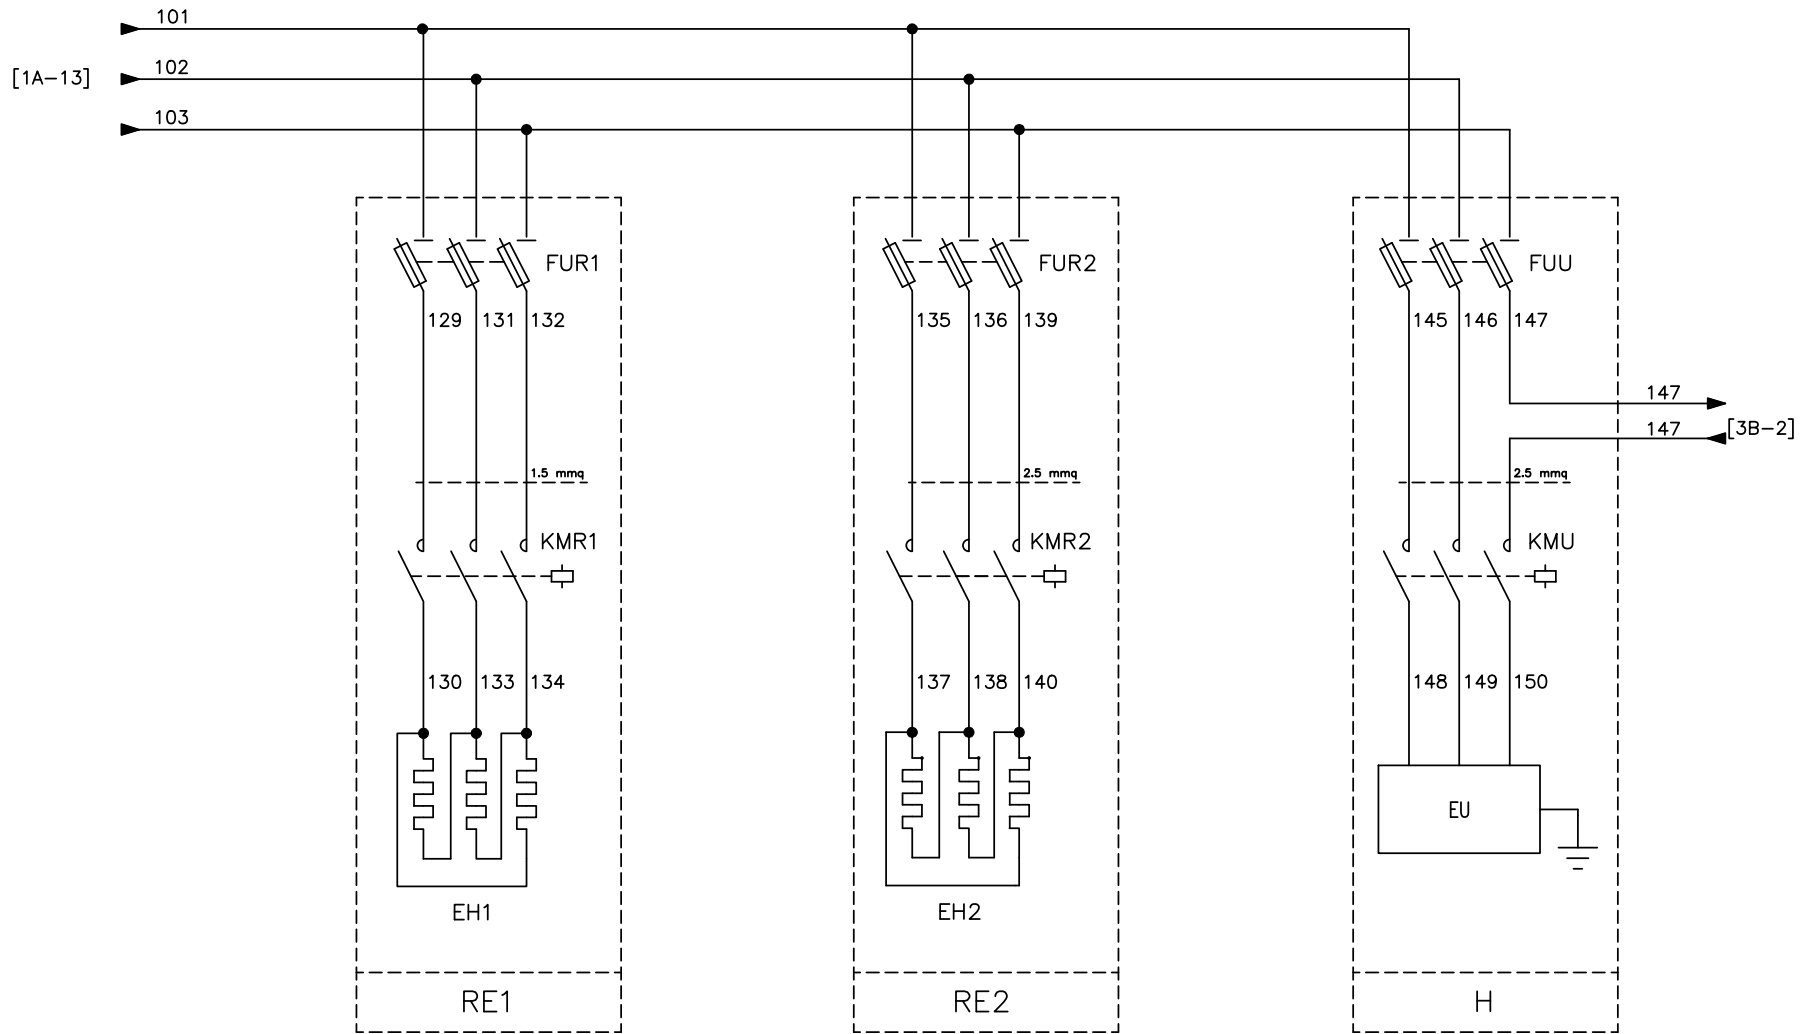 101
[1A-13]
102
103
FUR1 FUR2 FUU
129 131 132 135 136 139 145 146 147
147
147 [3B-2]
1.5 mmq 2.5 mmq 2.5 mmq
KMR1 KMR2 KMU
130 133 134 137 138 140 148 149 150
EU
EH1 EH2
RE1 RE2 H